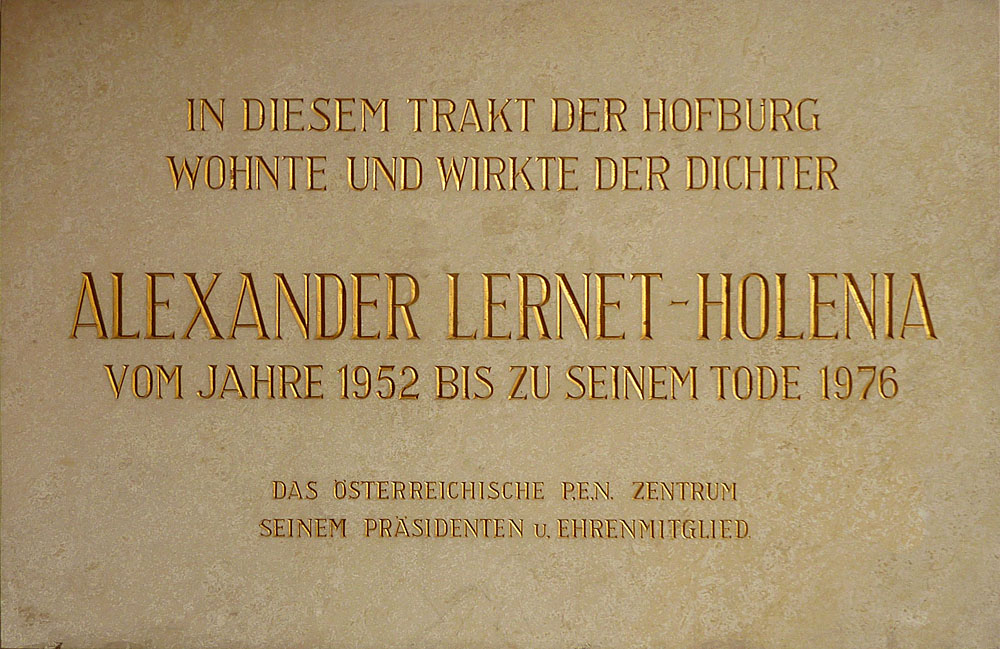 IN DIESEM TRAKT DER HOFBURG
WOHNTE UND WIRKTE DER DICHTER
ALEXANDER LERNET-HOLENIA
VOM JAHRE 1952 BIS ZU SEINEM TODE 1976
DAS ÖSTERREICHISCHE P.E.N. ZENTRUM
SEINEM PRÄSIDENTEN U. EHRENMITGLIED.